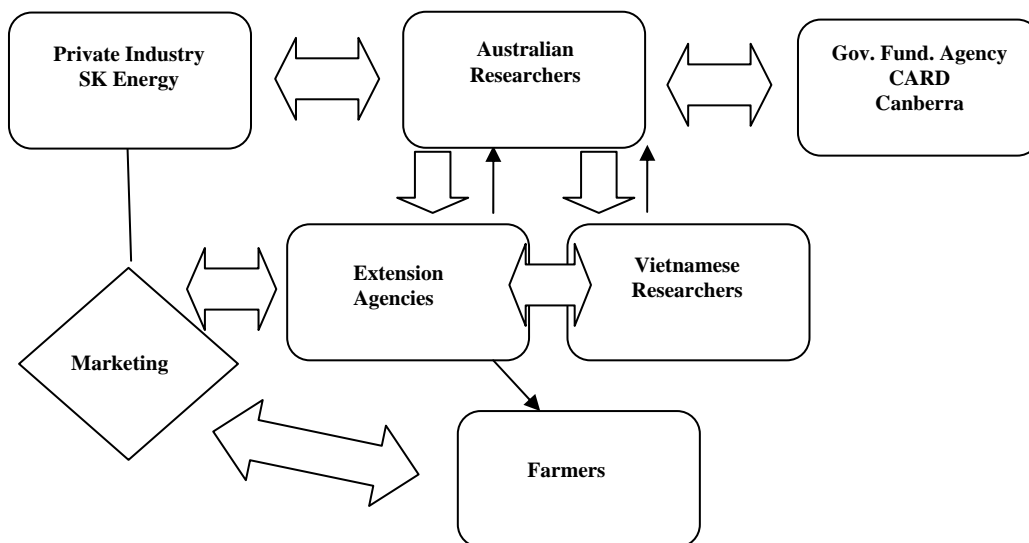 Private Industry
SK Energy
Australian
Researchers
Gov. Fund. Agency
CARD
Canberra
Extension
Agencies
Vietnamese
Researchers
Marketing
Farmers